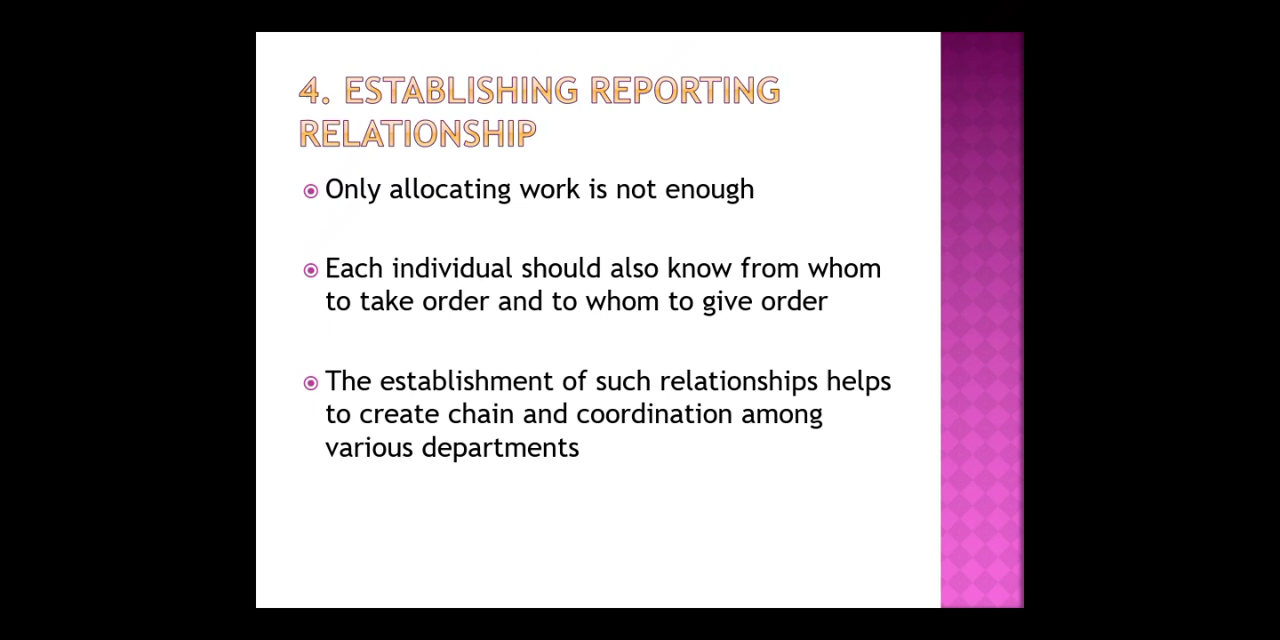 4. ESTABLISHING REPORTING
RELATIONSHIP
Only allocating work is not enough
Each individual should also know from whom
to take order and to whom to give order
The establishment of such relationships helps
to create chain and coordination among
various departments